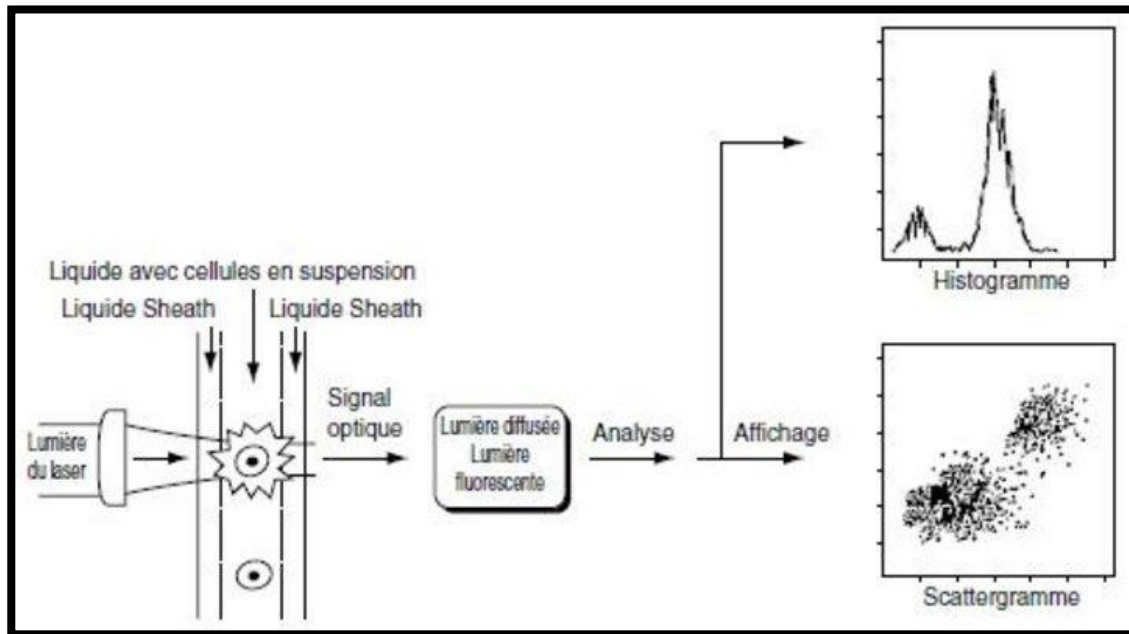 Histogramme
Liquide avec cellules en suspension
Liquide Sheath
Liquide Sheath
Lumière
du laser
Signal
optique
Lumière diffusée
Lumière
fluorescente
Analyse
Affichage
Scattergramme